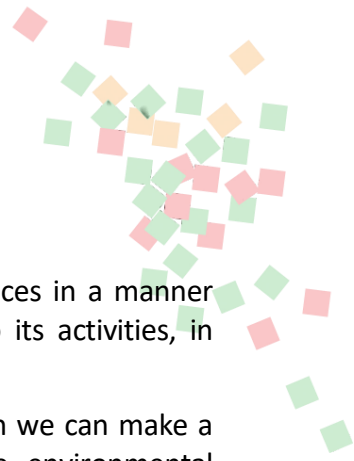 ces in a manner
its activities, in
we can make a
environmental